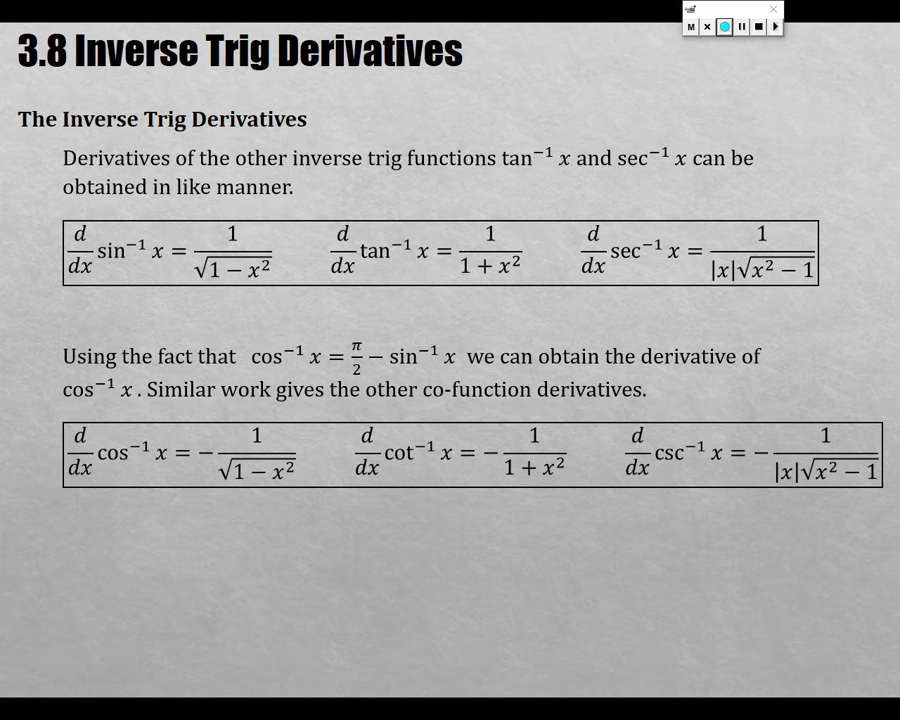 3.8 Inverse Trig Derivatives
The Inverse Trig Derivatives
Derivatives of the other inverse trig functions tan⁻¹ x and sec⁻¹ x can be
obtained in like manner.
d/dx sin⁻¹ x = 1/√(1 − x²) d/dx tan⁻¹ x = 1/(1 + x²) d/dx sec⁻¹ x = 1/(|x|√(x² − 1))
Using the fact that cos⁻¹ x = π/2 − sin⁻¹ x we can obtain the derivative of
cos⁻¹ x . Similar work gives the other co-function derivatives.
d/dx cos⁻¹ x = − 1/√(1 − x²) d/dx cot⁻¹ x = − 1/(1 + x²) d/dx csc⁻¹ x = − 1/(|x|√(x² − 1))
M